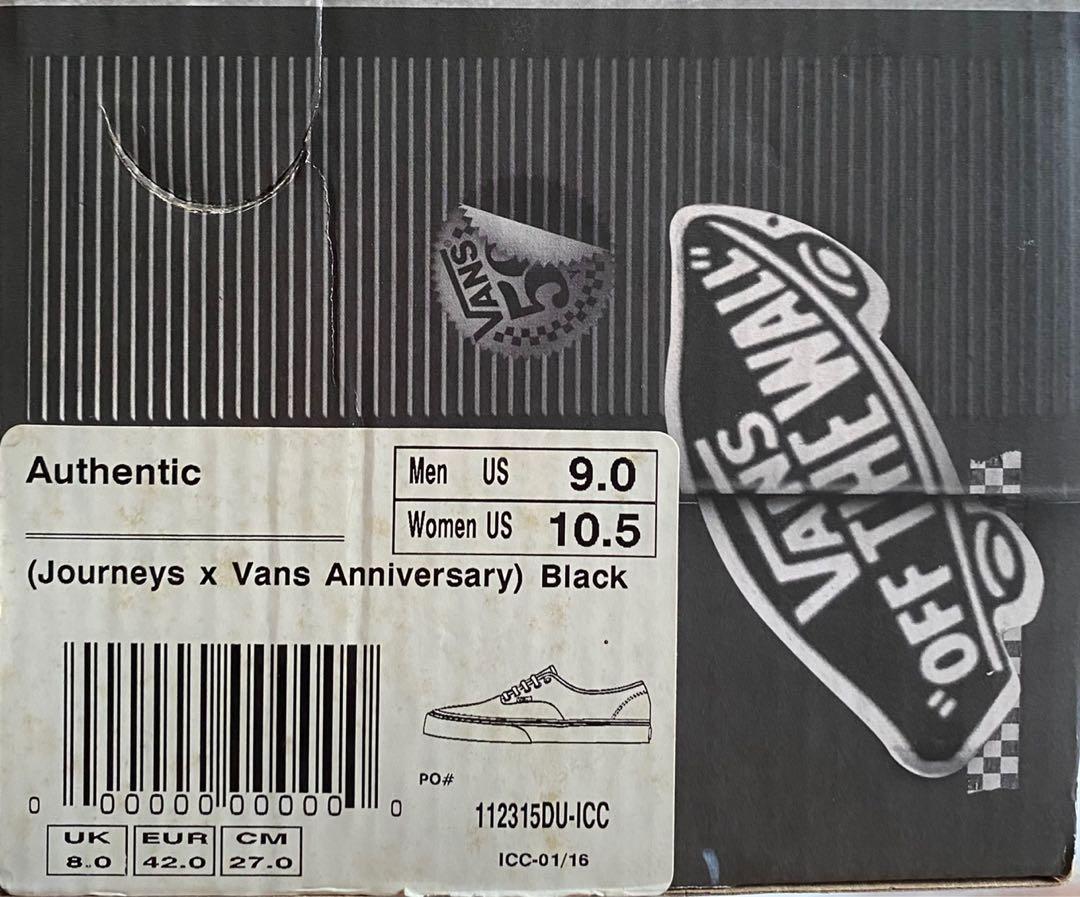 VANS
50
VANS
"OFF THE WALL"
Authentic
Men US 9.0
Women US 10.5
(Journeys x Vans Anniversary) Black
0 00000 00000 0
PO#
112315DU-ICC
ICC-01/16
UK EUR CM
8.0 42.0 27.0